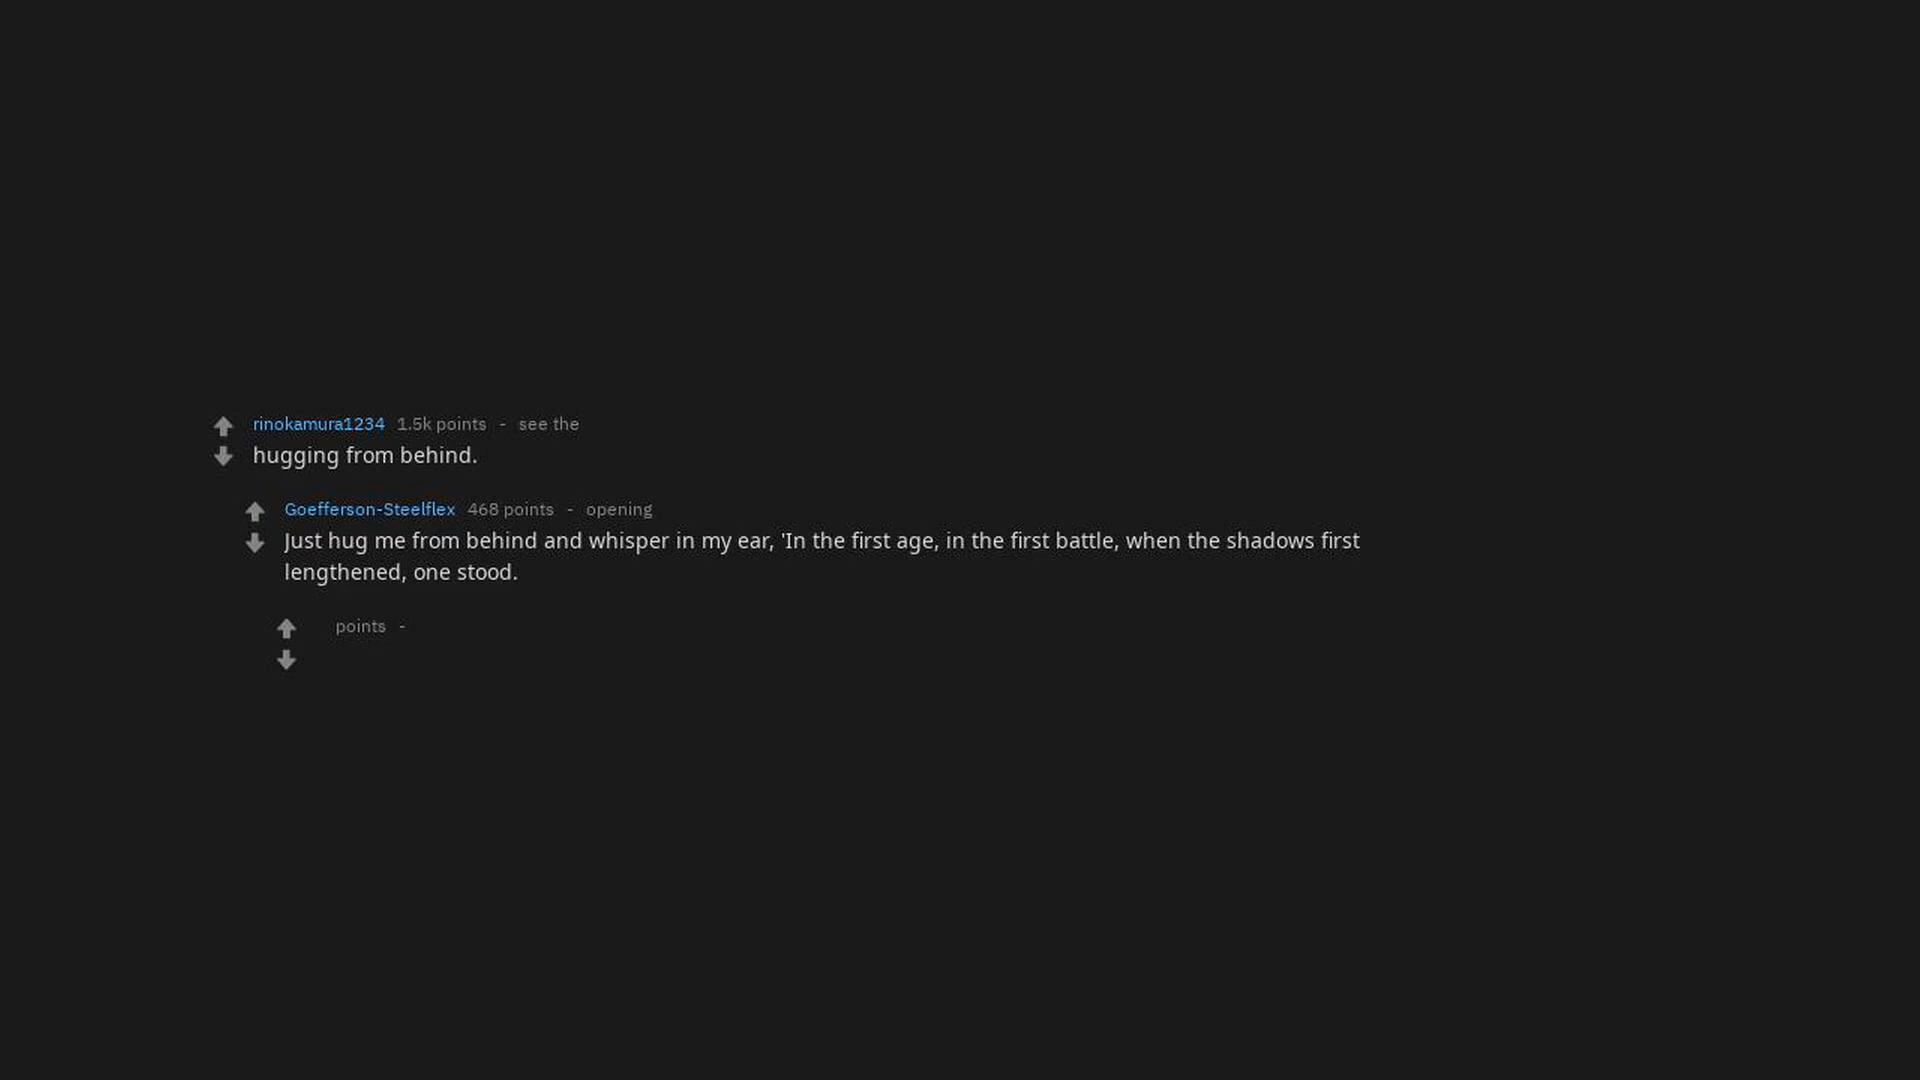 rinokamura1234 1.5k points - see the
hugging from behind.
Goefferson-Steelflex 468 points - opening
Just hug me from behind and whisper in my ear, 'In the first age, in the first battle, when the shadows first
lengthened, one stood.
points -